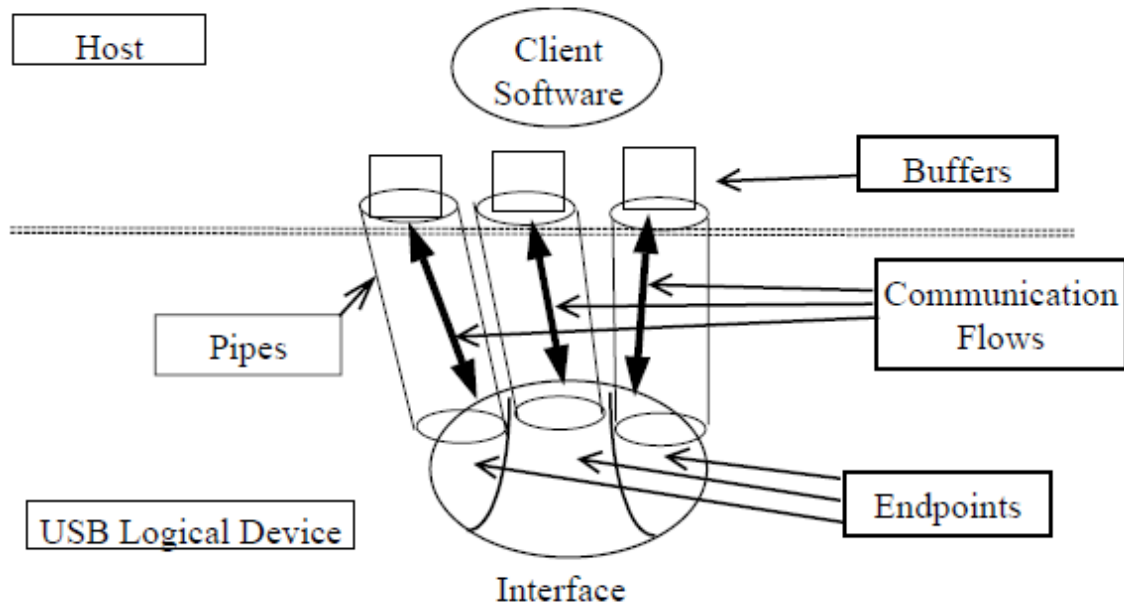 Host
Client
Software
Buffers
Communication
Flows
Pipes
Endpoints
USB Logical Device
Interface